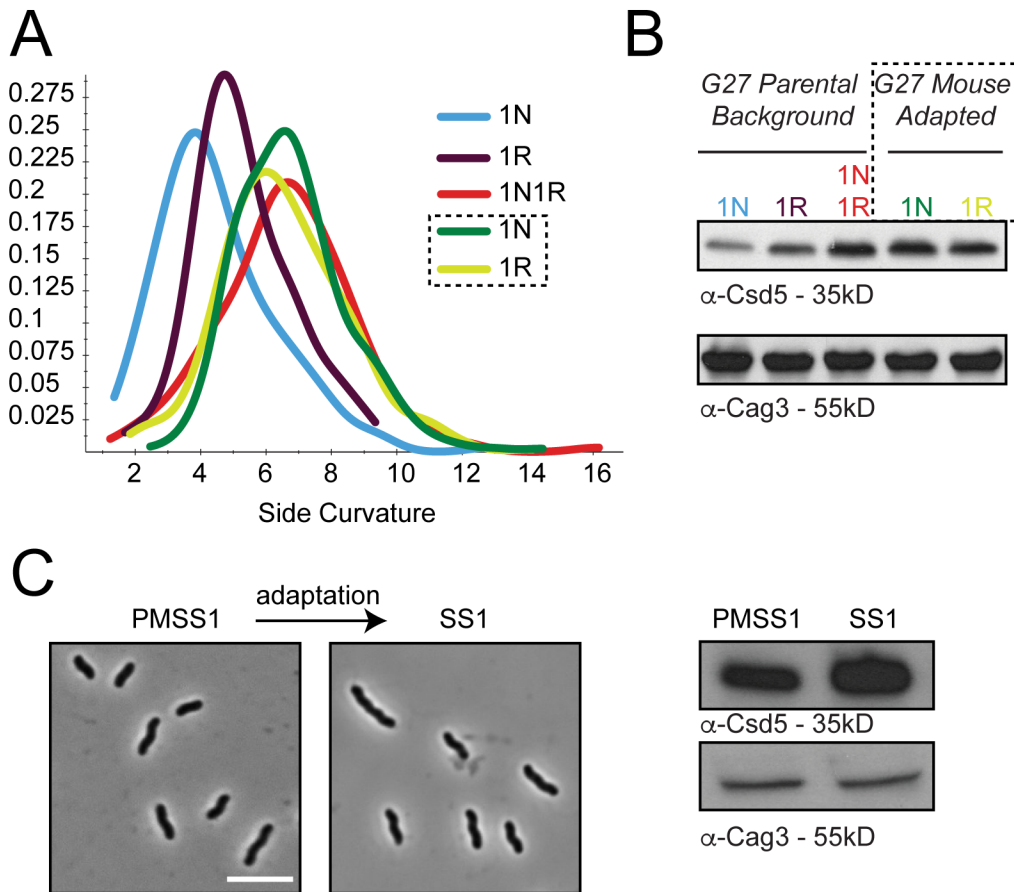 A
0.275
0.25
0.225
0.2
0.175
0.15
0.125
0.1
0.075
0.05
0.025
2 4 6 8 10 12 14 16
Side Curvature
1N
1R
1N1R
1N
1R
B
G27 Parental
Background
G27 Mouse
Adapted
1N
1N 1R 1R 1N 1R
α-Csd5 - 35kD
α-Cag3 - 55kD
C
PMSS1 adaptation SS1
PMSS1 SS1
α-Csd5 - 35kD
α-Cag3 - 55kD